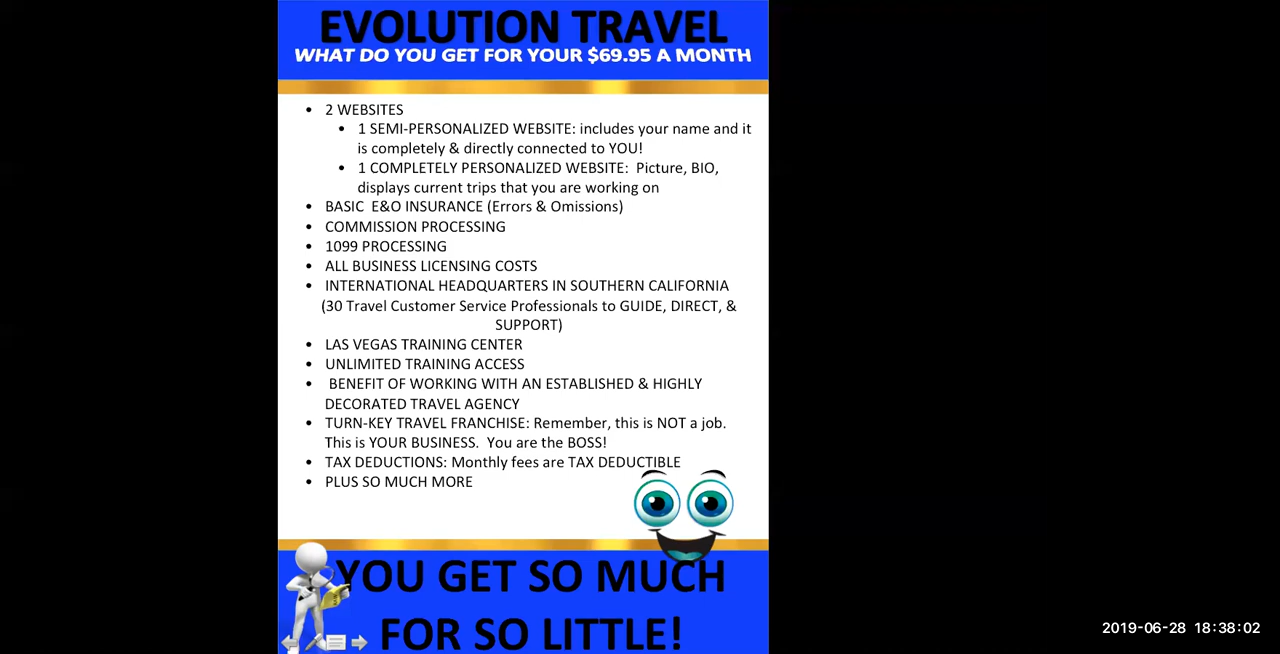 EVOLUTION TRAVEL
WHAT DO YOU GET FOR YOUR $69.95 A MONTH
• 2 WEBSITES
• 1 SEMI-PERSONALIZED WEBSITE: includes your name and it
is completely & directly connected to YOU!
• 1 COMPLETELY PERSONALIZED WEBSITE: Picture, BIO,
displays current trips that you are working on
• BASIC E&O INSURANCE (Errors & Omissions)
• COMMISSION PROCESSING
• 1099 PROCESSING
• ALL BUSINESS LICENSING COSTS
• INTERNATIONAL HEADQUARTERS IN SOUTHERN CALIFORNIA
(30 Travel Customer Service Professionals to GUIDE, DIRECT, &
SUPPORT)
• LAS VEGAS TRAINING CENTER
• UNLIMITED TRAINING ACCESS
• BENEFIT OF WORKING WITH AN ESTABLISHED & HIGHLY
DECORATED TRAVEL AGENCY
• TURN-KEY TRAVEL FRANCHISE: Remember, this is NOT a job.
This is YOUR BUSINESS. You are the BOSS!
• TAX DEDUCTIONS: Monthly fees are TAX DEDUCTIBLE
• PLUS SO MUCH MORE
YOU GET SO MUCH
FOR SO LITTLE!
2019-06-28 18:38:02